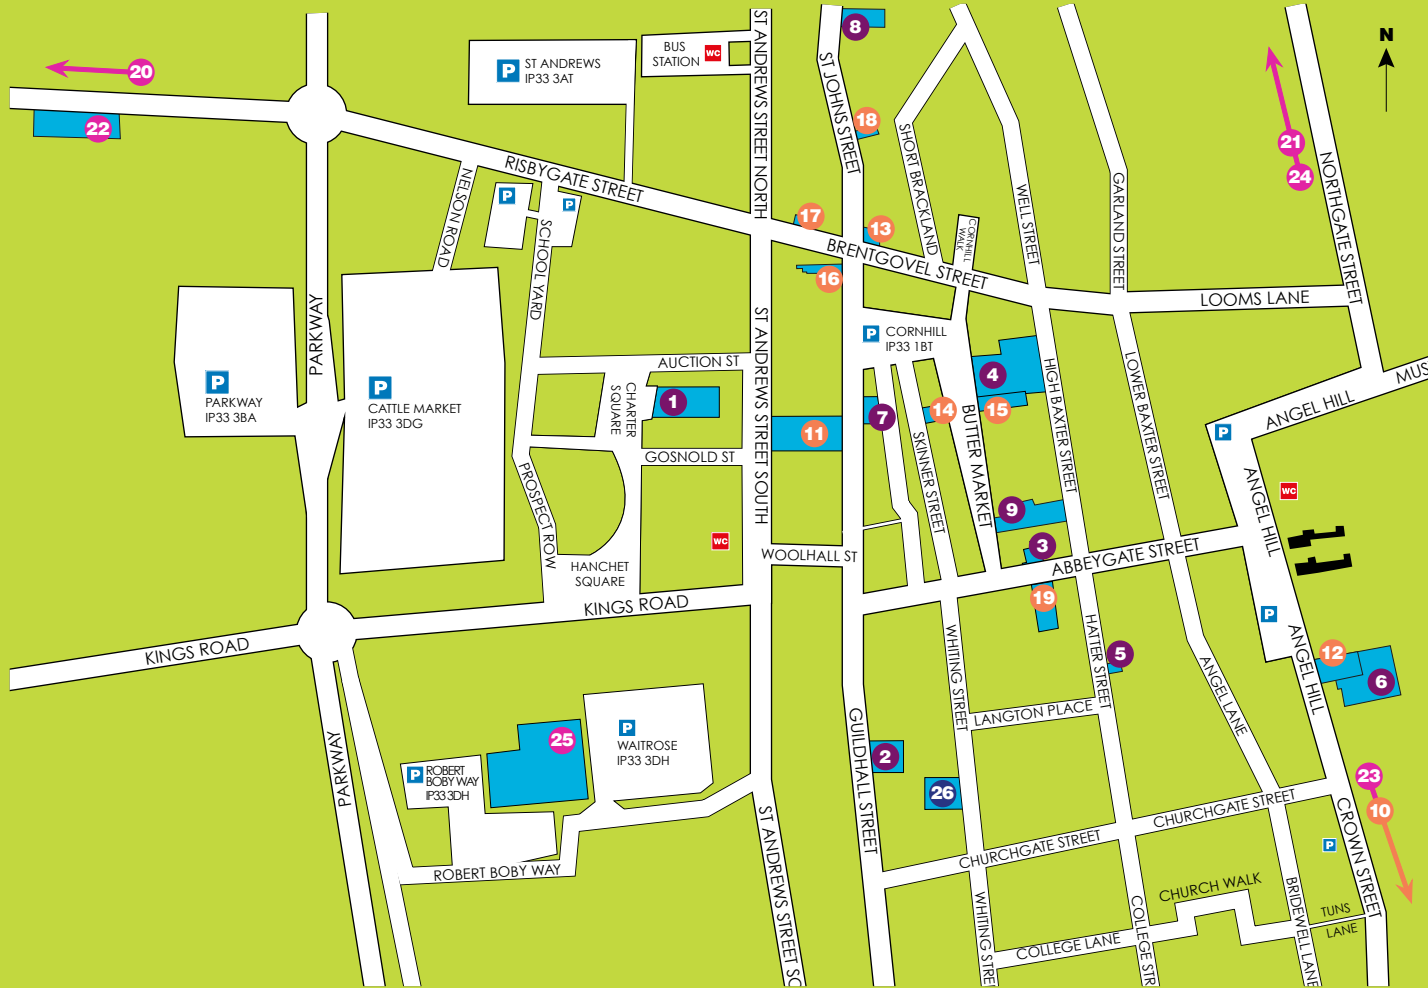 N
8
BUS
STATION
WC
P
ST ANDREWS
IP33 3AT
20
22
18
21
24
ST ANDREWS STREET NORTH
ST JOHNS STREET
SHORT BRACKLAND
WELL STREET
GARLAND STREET
NORTHGATE STREET
RISBYGATE STREET
NELSON ROAD
P
P
SCHOOL YARD
17
13
CORNHILL
WALK
BRENTGOVEL STREET
16
LOOMS LANE
PARKWAY
P
PARKWAY
IP33 3BA
P
CATTLE MARKET
IP33 3DG
P
CORNHILL
IP33 1BT
AUCTION ST
CHARTER
SQUARE
1
ST ANDREWS STREET SOUTH
4
7
14
15
11
GOSNOLD ST
SKINNER STREET
BUTTER MARKET
HIGH BAXTER STREET
LOWER BAXTER STREET
MUS
ANGEL HILL
P
ANGEL HILL
WC
PROSPECT ROW
9
WC
3
WOOLHALL ST
ABBEYGATE STREET
HANCHET
SQUARE
KINGS ROAD
19
P
KINGS ROAD
WHITING STREET
HATTER STREET
5
ANGEL LANE
ANGEL HILL
12
6
LANGTON PLACE
PARKWAY
25
P
WAITROSE
IP33 3DH
P
ROBERT
BOBY WAY
IP33 3DH
GUILDHALL STREET
2
26
23
10
CHURCHGATE STREET
CHURCHGATE STREET
CROWN STREET
P
ROBERT BOBY WAY
ST ANDREWS STREET SO
WHITING STREE
COLLEGE STR
CHURCH WALK
BRIDEWELL LANE
TUNS
LANE
COLLEGE LANE